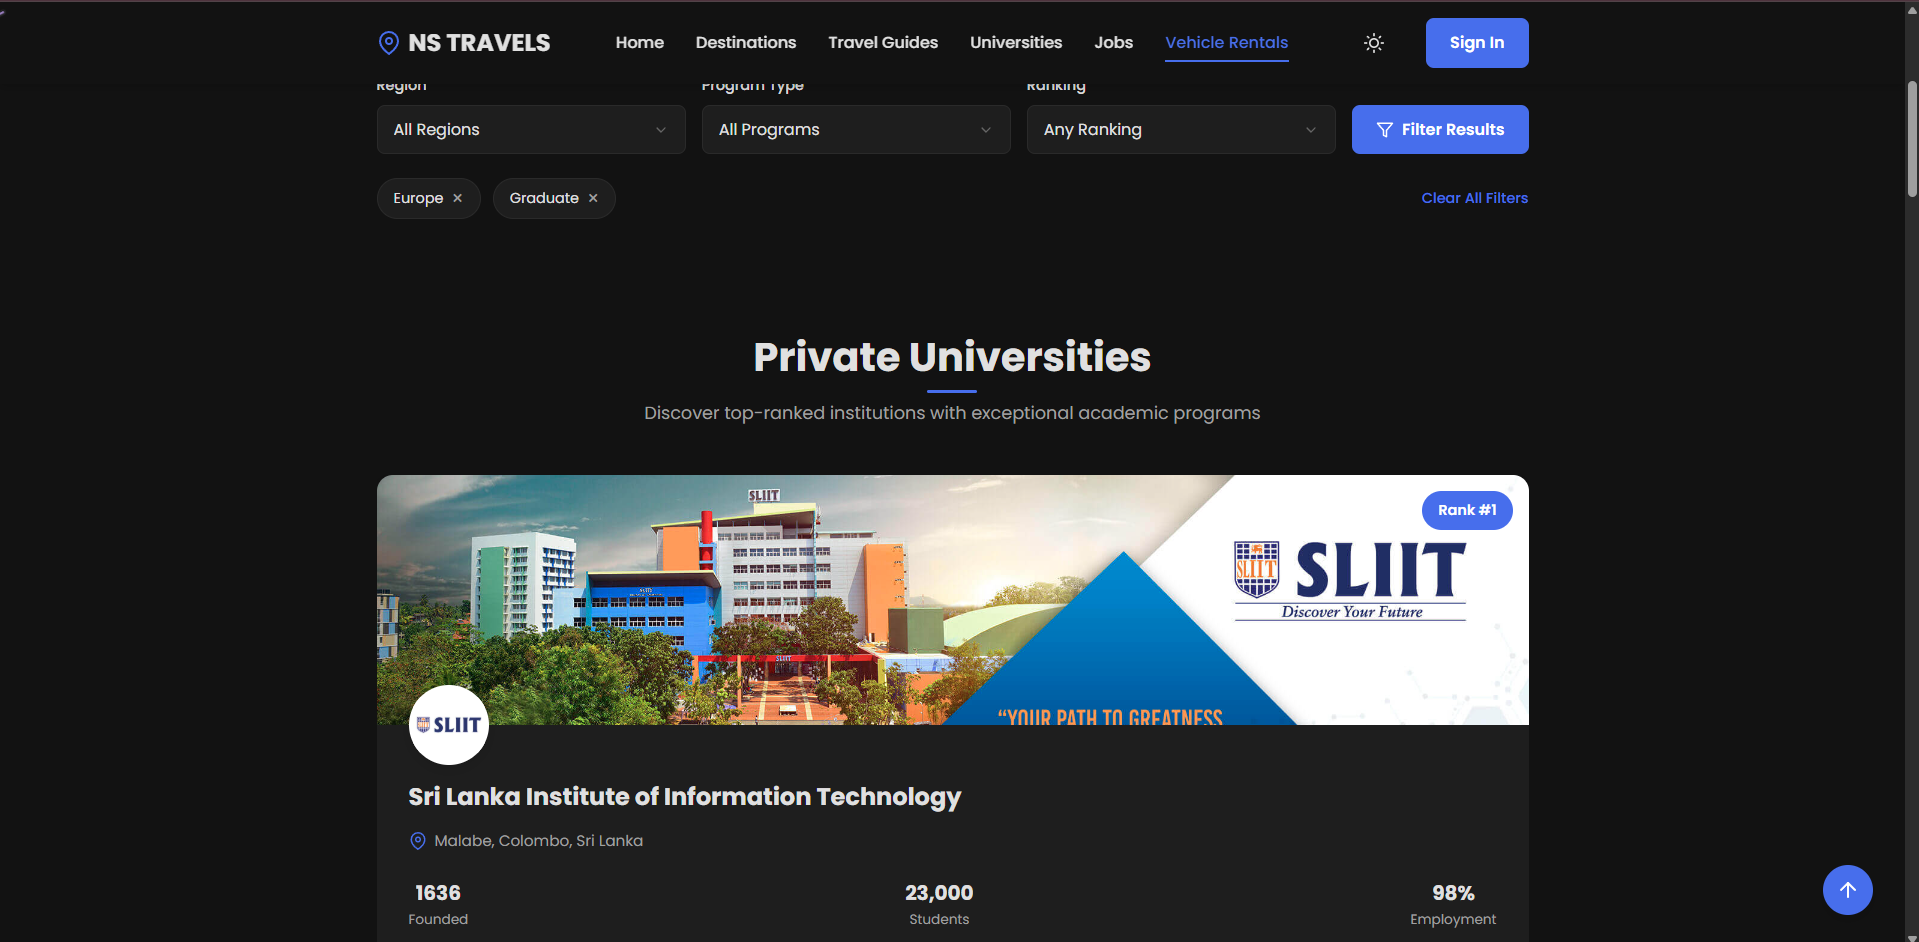 NS TRAVELS
Home
Destinations
Travel Guides
Universities
Jobs
Vehicle Rentals
Sign In
Region
Program Type
Ranking
All Regions
All Programs
Any Ranking
Filter Results
Europe ×
Graduate ×
Clear All Filters
Private Universities
Discover top-ranked institutions with exceptional academic programs
SLIIT
Rank #1
SLIIT
SLIIT
Discover Your Future
SLIIT
“YOUR PATH TO GREATNESS
SLIIT
Sri Lanka Institute of Information Technology
Malabe, Colombo, Sri Lanka
1636
Founded
23,000
Students
98%
Employment